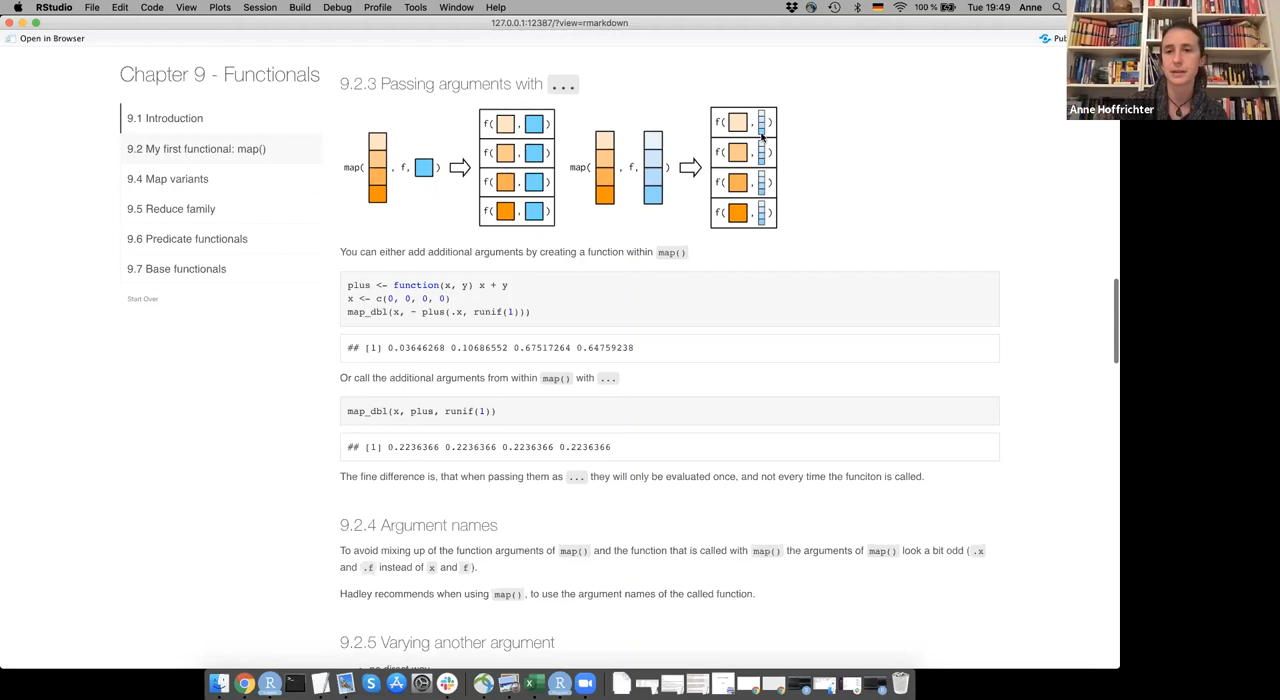 RStudio File Edit Code View Plots Session Build Debug Profile Tools Window Help 100 % Tue 19:49 Anne
127.0.0.1:12387/?view=rmarkdown
Open in Browser
Pub
Anne Hoffrichter
Chapter 9 - Functionals
9.1 Introduction
9.2 My first functional: map()
9.4 Map variants
9.5 Reduce family
9.6 Predicate functionals
9.7 Base functionals
Start Over
9.2.3 Passing arguments with ...
map( , f, )
f( , )
f( , )
f( , )
f( , )
map( , f, )
f( , )
f( , )
f( , )
f( , )
You can either add additional arguments by creating a function within map()
plus <- function(x, y) x + y
x <- c(0, 0, 0, 0)
map_dbl(x, ~ plus(.x, runif(1)))
## [1] 0.03646268 0.10686552 0.67517264 0.64759238
Or call the additional arguments from within map() with ...
map_dbl(x, plus, runif(1))
## [1] 0.2236366 0.2236366 0.2236366 0.2236366
The fine difference is, that when passing them as ... they will only be evaluated once, and not every time the funciton is called.
9.2.4 Argument names
To avoid mixing up of the function arguments of map() and the function that is called with map() the arguments of map() look a bit odd ( .x
and .f instead of x and f ).
Hadley recommends when using map(), to use the argument names of the called function.
9.2.5 Varying another argument
no direct way